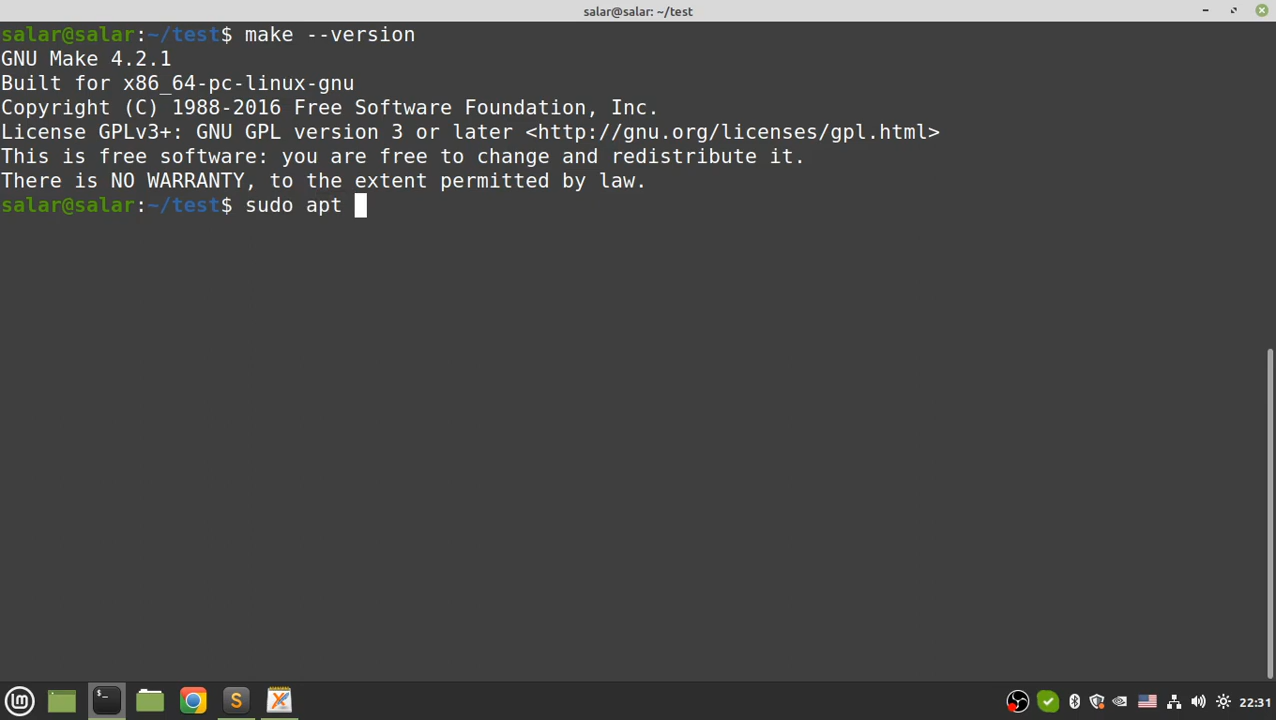 salar@salar: ~/test
salar@salar:~/test$ make --version
GNU Make 4.2.1
Built for x86_64-pc-linux-gnu
Copyright (C) 1988-2016 Free Software Foundation, Inc.
License GPLv3+: GNU GPL version 3 or later <http://gnu.org/licenses/gpl.html>
This is free software: you are free to change and redistribute it.
There is NO WARRANTY, to the extent permitted by law.
salar@salar:~/test$ sudo apt
22:31